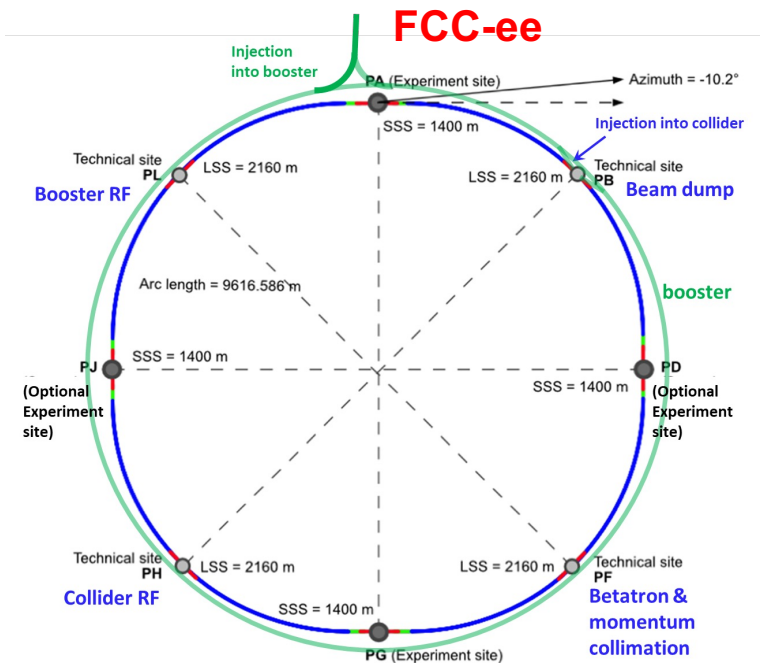 FCC-ee
Injection
into booster
PA (Experiment site)
Azimuth = -10.2°
SSS = 1400 m
Injection into collider
Technical site
PL
LSS = 2160 m
Booster RF
LSS = 2160 m
Technical site
PB
Beam dump
Arc length = 9616.586 m
booster
PJ
SSS = 1400 m
(Optional
Experiment
site)
PD
SSS = 1400 m
(Optional
Experiment
site)
Technical site
PH
LSS = 2160 m
Collider RF
LSS = 2160 m
Technical site
PF
Betatron &
momentum
collimation
SSS = 1400 m
PG (Experiment site)